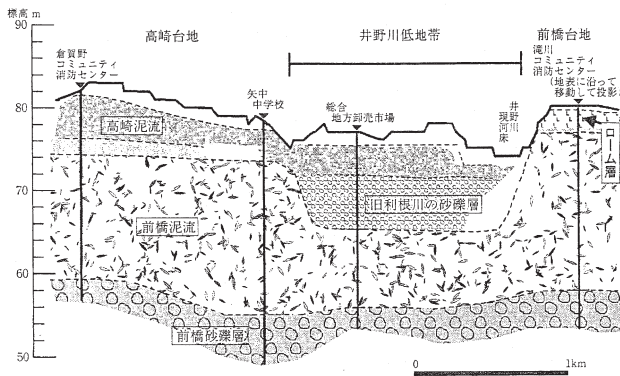 標高 m
90
80
70
60
50
高崎台地
井野川低地帯
前橋台地
倉賀野
コミュニティ
消防センター
矢中
中学校
総合
地方卸売市場
井野川
現河床
滝川
コミュニティ
消防センター
(地表に沿って
移動して投影
ローム層
高崎泥流
旧利根川の砂礫層
前橋泥流
前橋砂礫層
0
1km